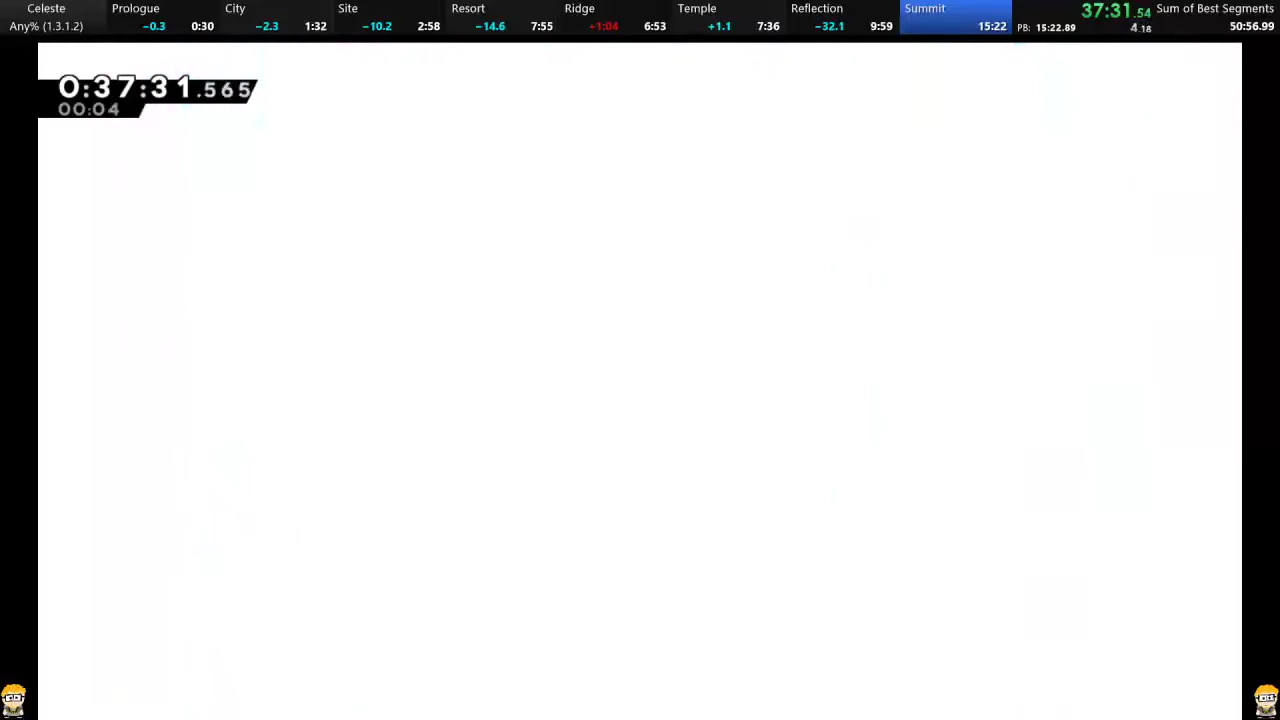 Celeste Prologue City Site Resort Ridge Temple Reflection Summit 37:31.54 Sum of Best Segments
Any% (1.3.1.2) −0.3 0:30 −2.3 1:32 −10.2 2:58 −14.6 7:55 +1:04 6:53 +1.1 7:36 −32.1 9:59 15:22 PB: 15:22.89 4.18 50:56.99
0:37:31.565
00:04